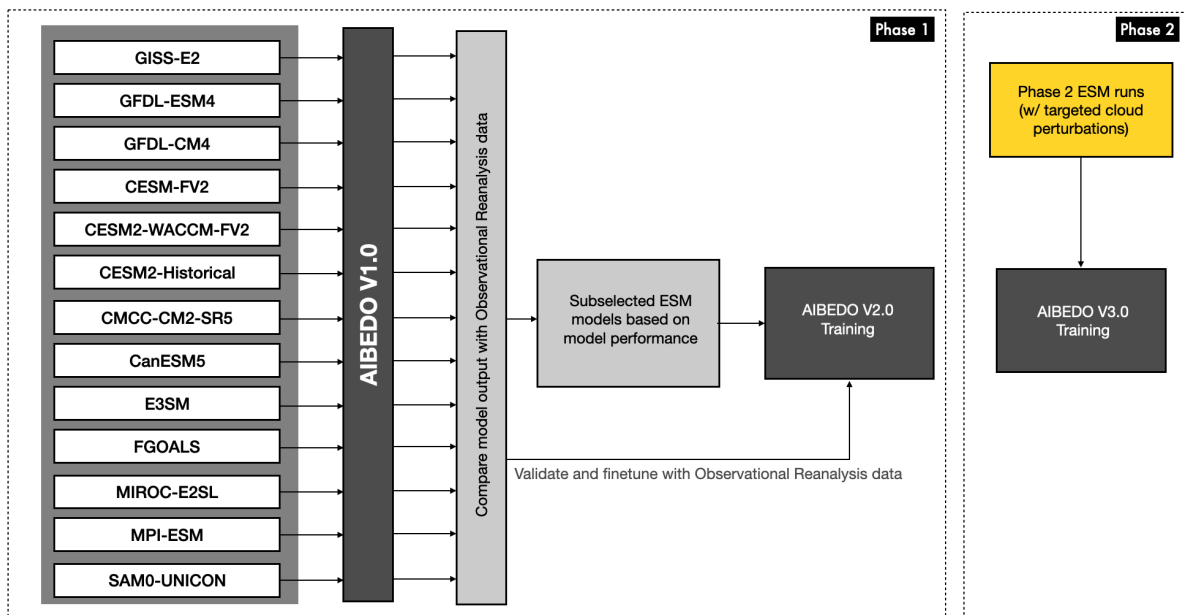 Phase 1
Phase 2
GISS-E2
GFDL-ESM4
GFDL-CM4
CESM-FV2
CESM2-WACCM-FV2
CESM2-Historical
CMCC-CM2-SR5
CanESM5
E3SM
FGOALS
MIROC-E2SL
MPI-ESM
SAM0-UNICON
AIBEDO V1.0
Compare model output with Observational Reanalysis data
Subselected ESM
models based on
model performance
AIBEDO V2.0
Training
Validate and finetune with Observational Reanalysis data
Phase 2 ESM runs
(w/ targeted cloud
perturbations)
AIBEDO V3.0
Training